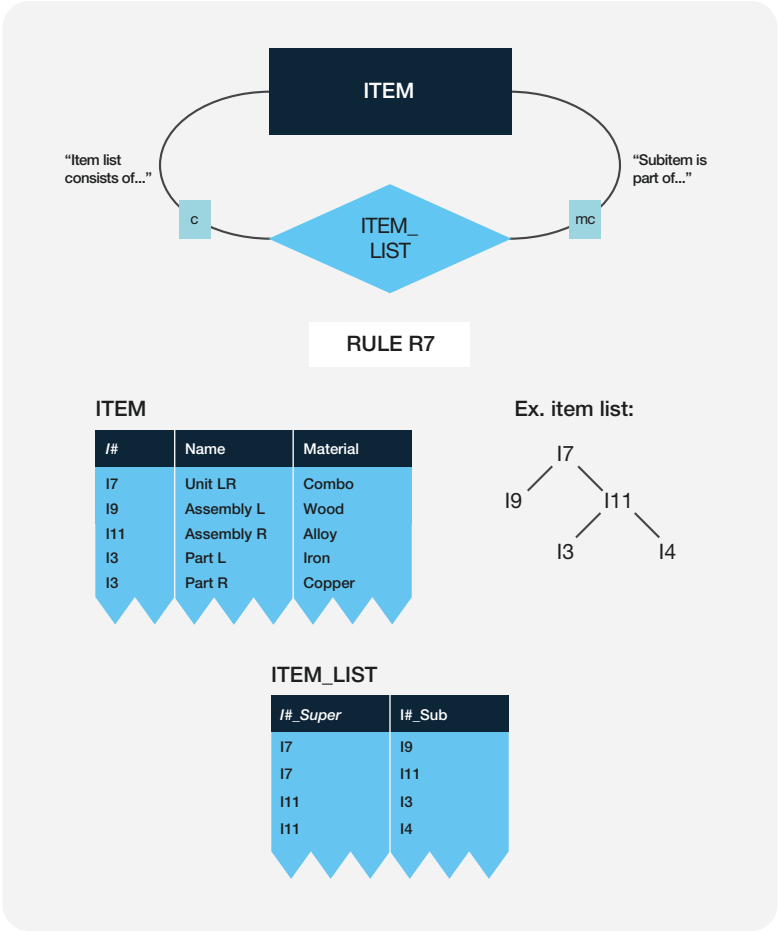 ITEM
“Item list
consists of...”
“Subitem is
part of...”
c
ITEM_
LIST
mc
RULE R7
ITEM
I# Name Material
I7 Unit LR Combo
I9 Assembly L Wood
I11 Assembly R Alloy
I3 Part L Iron
I3 Part R Copper
Ex. item list:
I7
I9 I11
I3 I4
ITEM_LIST
I#_Super I#_Sub
I7 I9
I7 I11
I11 I3
I11 I4